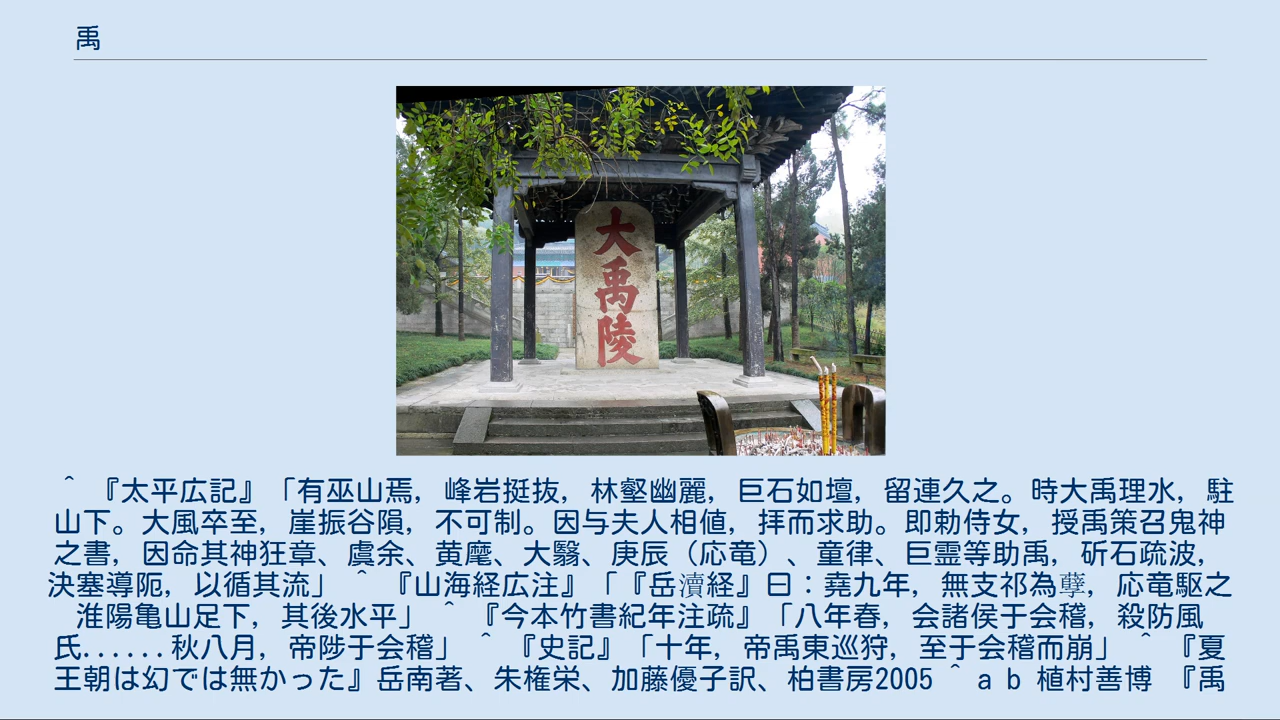 禹
大禹陵
^ 『太平広記』「有巫山焉，峰岩挺抜，林壑幽麗，巨石如壇，留連久之。時大禹理水，駐
山下。大風卒至，崖振谷隕，不可制。因与夫人相値，拝而求助。即勅侍女，授禹策召鬼神
之書，因命其神狂章、虞余、黄麾、大翳、庚辰（応竜）、童律、巨霊等助禹，斫石疏波，
決塞導阨，以循其流」 ^ 『山海経広注』「『岳瀆経』曰：堯九年，無支祁為孽，応竜駆之
淮陽亀山足下，其後水平」 ^ 『今本竹書紀年注疏』「八年春，会諸侯于会稽，殺防風
氏......秋八月，帝陟于会稽」 ^ 『史記』「十年，帝禹東巡狩，至于会稽而崩」 ^ 『夏
王朝は幻では無かった』岳南著、朱権栄、加藤優子訳、柏書房2005 ^ a b 植村善博 『禹